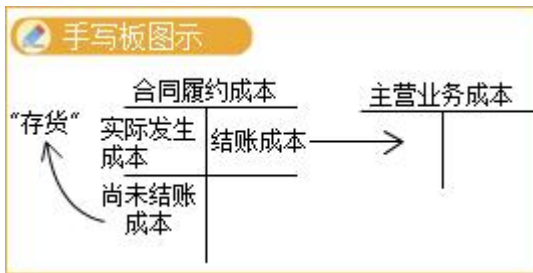 手写板图示
合同履约成本
主营业务成本
"存货"
实际发生
成本
结账成本
尚未结账
成本